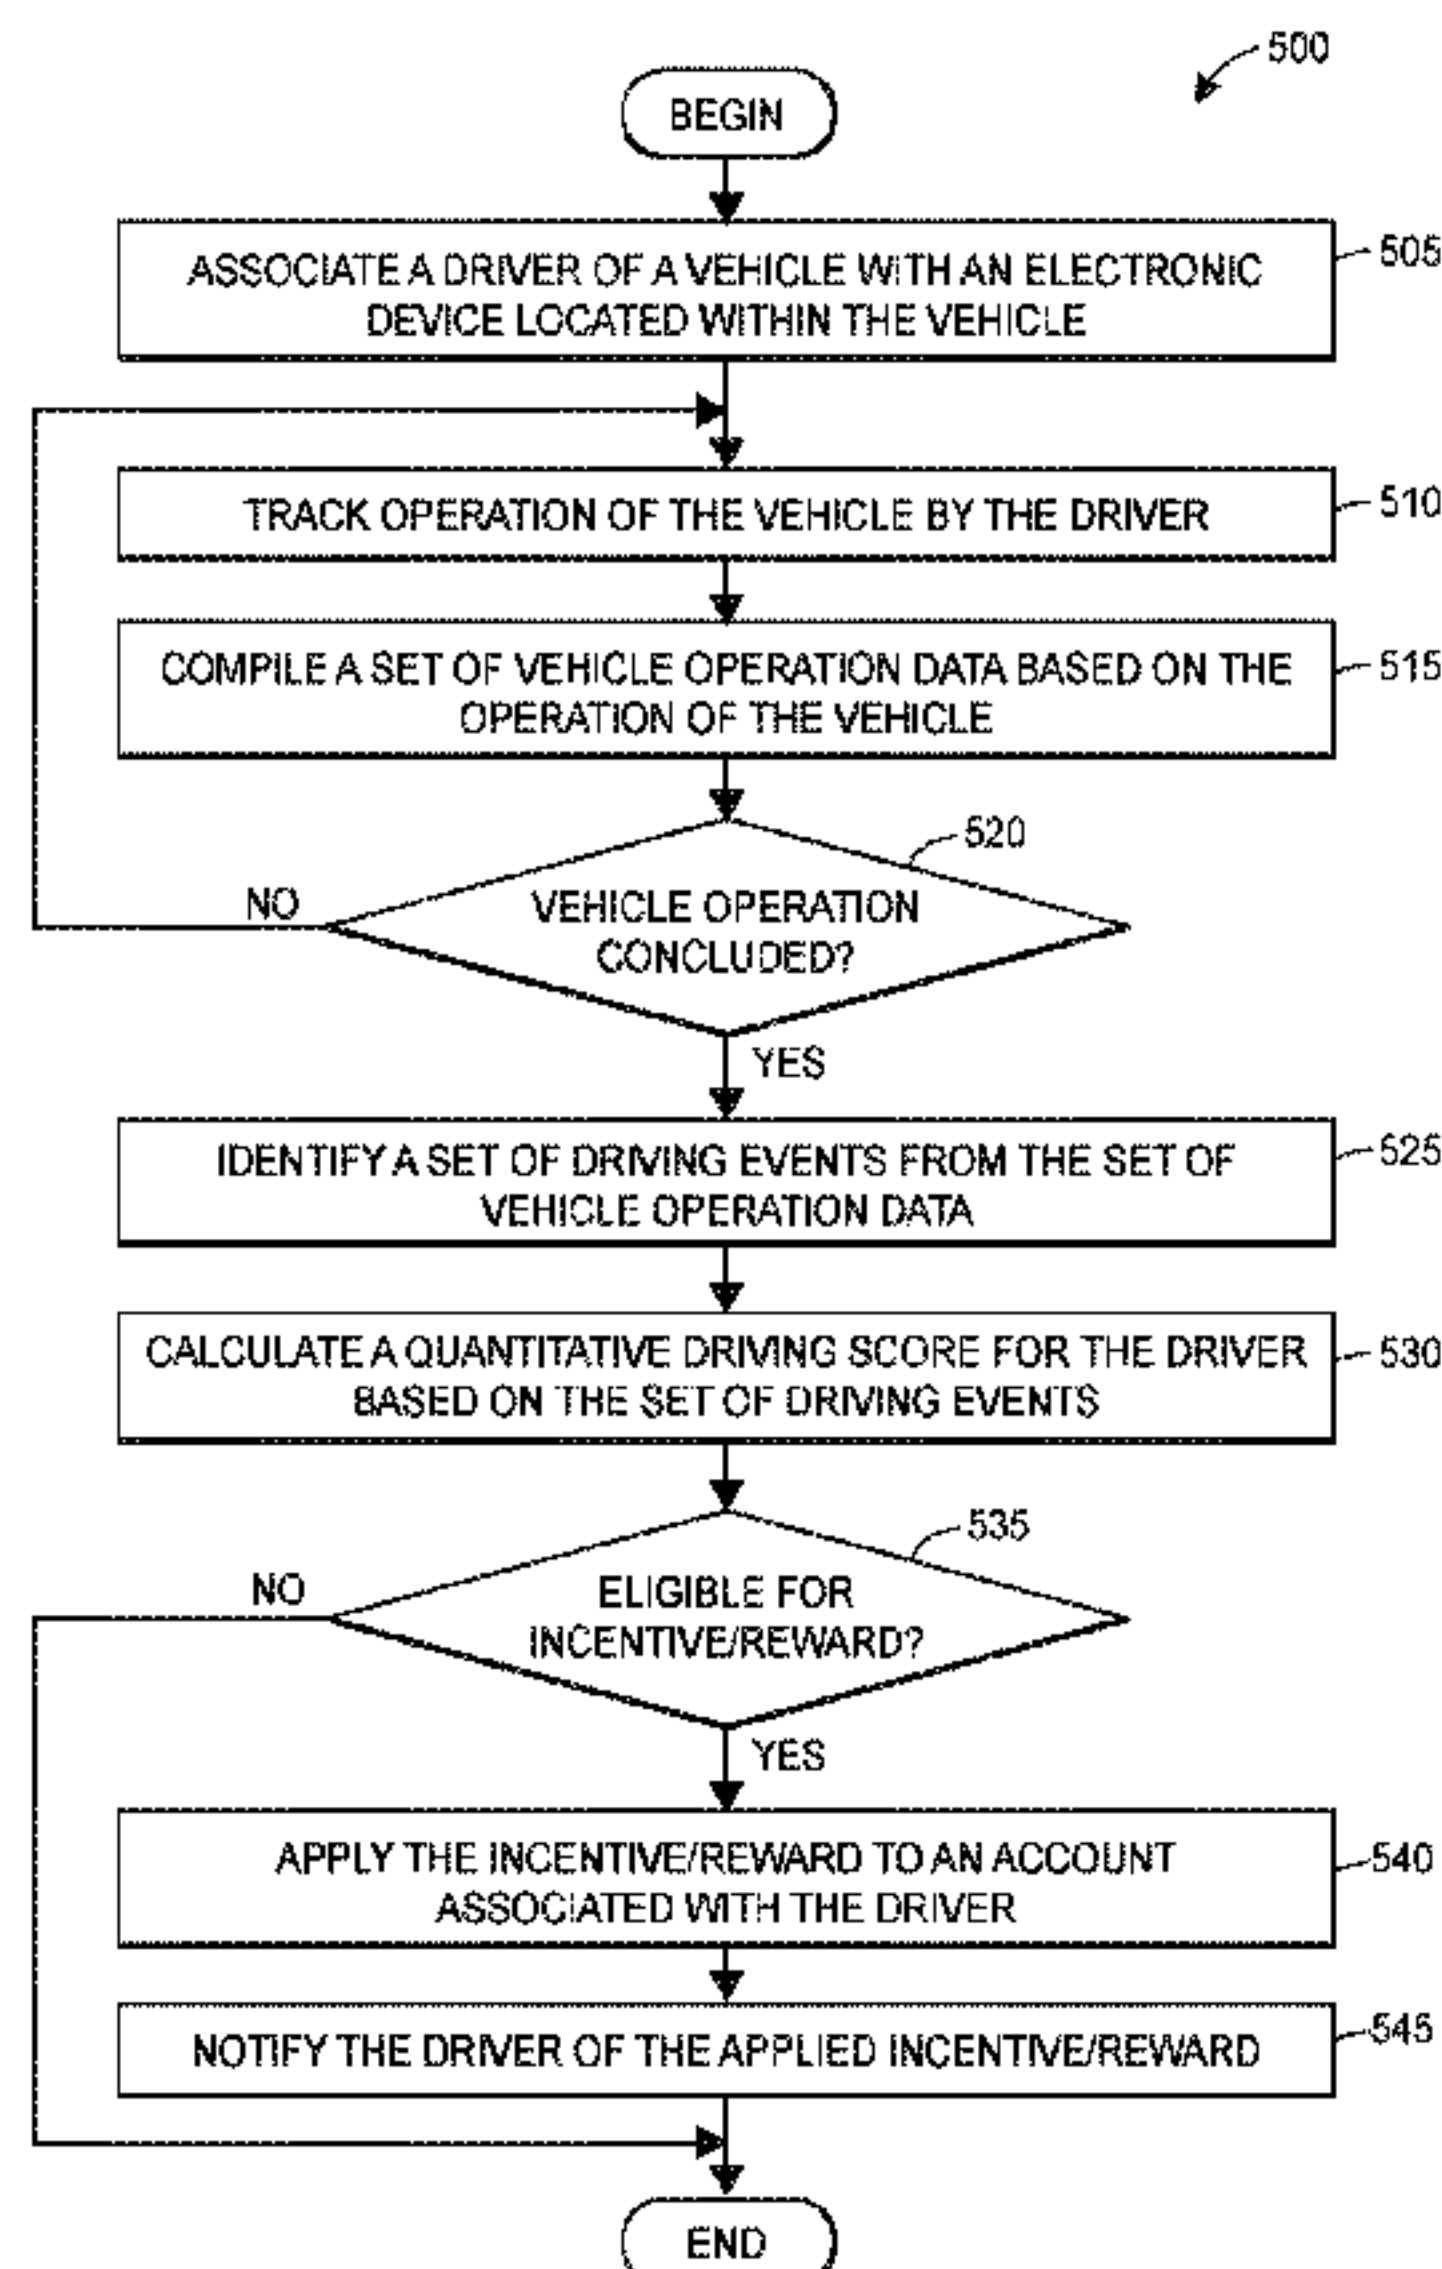 500
BEGIN
ASSOCIATE A DRIVER OF A VEHICLE WITH AN ELECTRONIC
DEVICE LOCATED WITHIN THE VEHICLE
505
TRACK OPERATION OF THE VEHICLE BY THE DRIVER
510
COMPILE A SET OF VEHICLE OPERATION DATA BASED ON THE
OPERATION OF THE VEHICLE
515
520
VEHICLE OPERATION
CONCLUDED?
NO
YES
IDENTIFY A SET OF DRIVING EVENTS FROM THE SET OF
VEHICLE OPERATION DATA
525
CALCULATE A QUANTITATIVE DRIVING SCORE FOR THE DRIVER
BASED ON THE SET OF DRIVING EVENTS
530
535
ELIGIBLE FOR
INCENTIVE/REWARD?
NO
YES
APPLY THE INCENTIVE/REWARD TO AN ACCOUNT
ASSOCIATED WITH THE DRIVER
540
NOTIFY THE DRIVER OF THE APPLIED INCENTIVE/REWARD
545
END